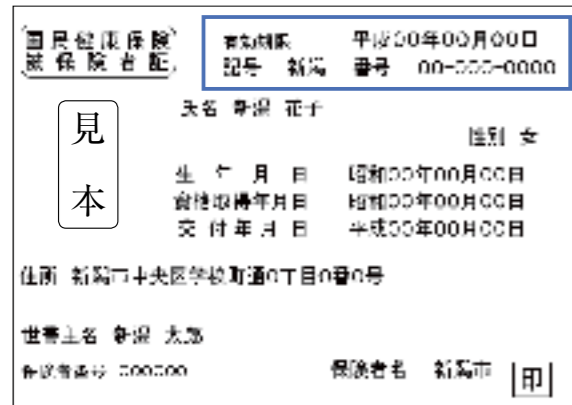 国民健康保険
被保険者証
有効期限 平成00年00月00日
記号 新潟 番号 00-000-0000
見本
氏名 新潟 花子
性別 女
生年月日 昭和00年00月00日
資格取得年月日 昭和00年00月00日
交付年月日 平成00年00月00日
住所 新潟市中央区学校町通0丁目0番0号
世帯主名 新潟 太郎
保険者番号 000000 保険者名 新潟市 印